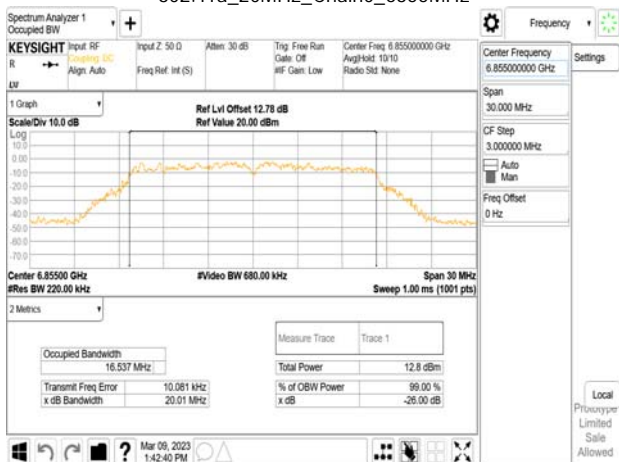 Spectrum Analyzer 1
Occupied BW
Frequency
KEYSIGHT
R
Input: RF
Coupling: DC
Align: Auto
Input Z: 50 Ω
Freq Ref: Int (S)
Atten: 30 dB
Trig: Free Run
Gate: Off
#IF Gain: Low
Center Freq: 6.855000000 GHz
Avg|Hold: 10/10
Radio Std: None
LU
1 Graph
Scale/Div 10.0 dB
Ref Lvl Offset 12.78 dB
Ref Value 20.00 dBm
Log
10.0
0.00
-10.0
-20.0
-30.0
-40.0
-50.0
-60.0
-70.0
Center 6.85500 GHz
#Res BW 220.00 kHz
#Video BW 680.00 kHz
Span 30 MHz
Sweep 1.00 ms (1001 pts)
2 Metrics
Measure Trace Trace 1
Occupied Bandwidth
16.537 MHz
Total Power 12.8 dBm
Transmit Freq Error 10.081 kHz
% of OBW Power 99.00 %
x dB Bandwidth 20.01 MHz
x dB -26.00 dB
Center Frequency
6.855000000 GHz
Settings
Span
30.000 MHz
CF Step
3.000000 MHz
Auto
Man
Freq Offset
0 Hz
Local
Prototype
Limited
Sale
Allowed
Mar 09, 2023
1:42:40 PM